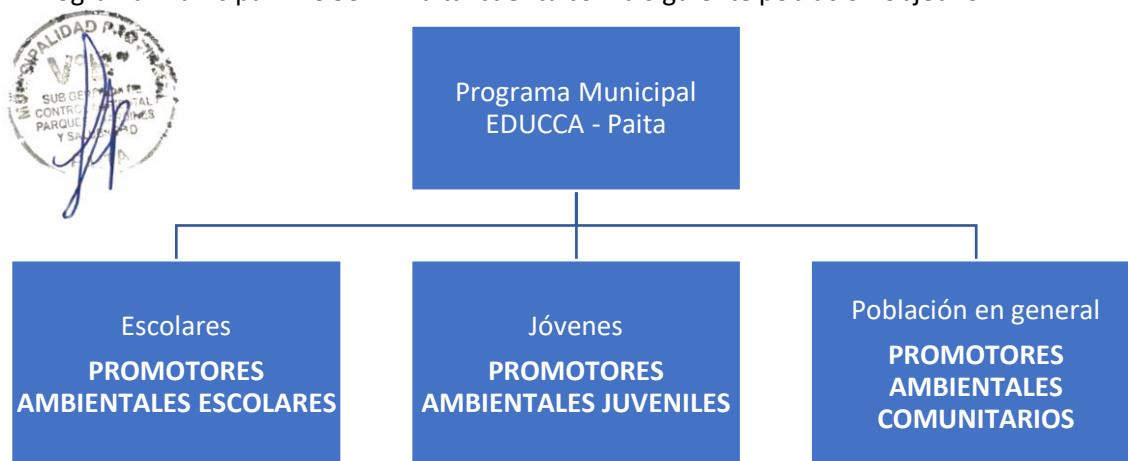 Programa Municipal
EDUCCA - Paita
Escolares
PROMOTORES
AMBIENTALES ESCOLARES
Jóvenes
PROMOTORES
AMBIENTALES JUVENILES
Población en general
PROMOTORES
AMBIENTALES
COMUNITARIOS